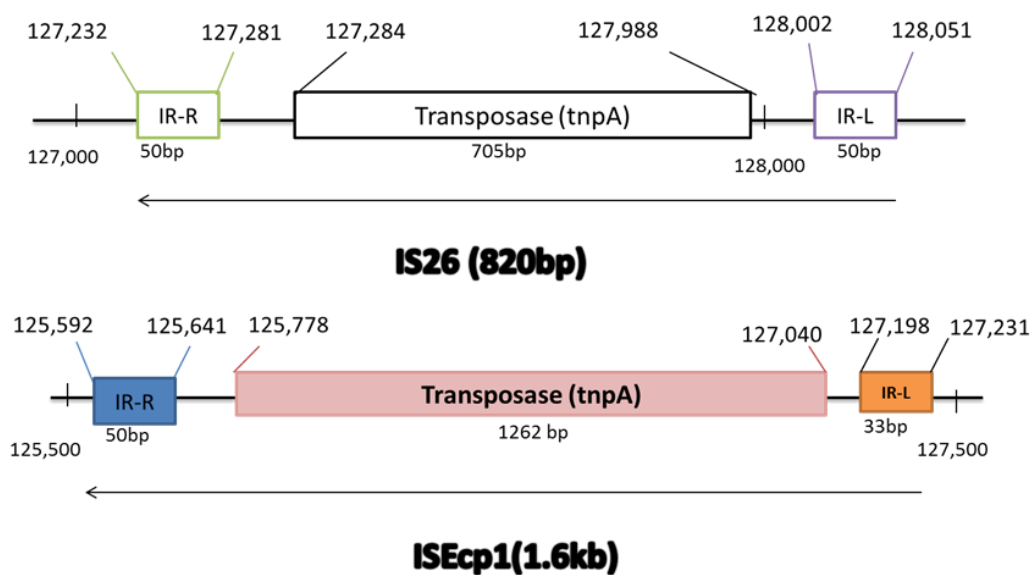 127,232 127,281 127,284 127,988 128,002 128,051
IR-R Transposase (tnpA) IR-L
127,000 50bp 705bp 128,000 50bp
IS26 (820bp)
125,592 125,641 125,778 127,040 127,198 127,231
IR-R Transposase (tnpA) IR-L
125,500 50bp 1262 bp 33bp 127,500
ISEcp1(1.6kb)